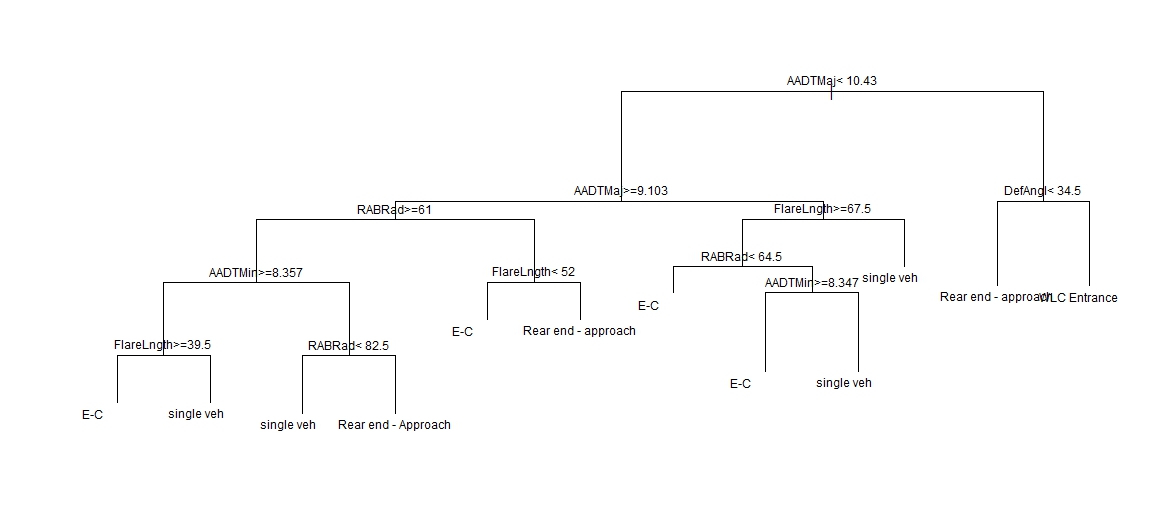 AADTMaj< 10.43
AADTMaj>=9.103
DefAngl< 34.5
RABRad>=61
FlareLngth>=67.5
RABRad< 64.5
AADTMin>=8.357
FlareLngth< 52
AADTMin>=8.347
single veh
Rear end - approach
WLC Entrance
E-C
E-C
Rear end - approach
FlareLngth>=39.5
RABRad< 82.5
E-C
single veh
E-C
single veh
single veh
Rear end - Approach